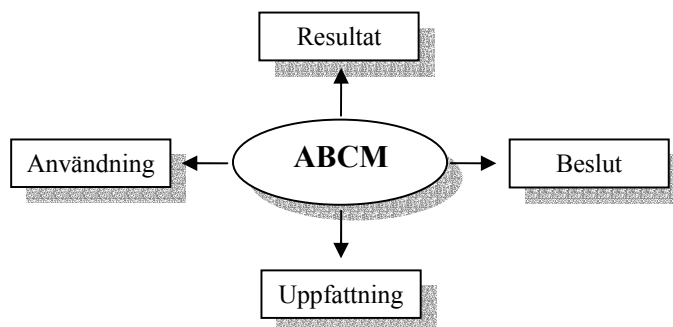 Resultat
Användning
ABCM
Beslut
Uppfattning